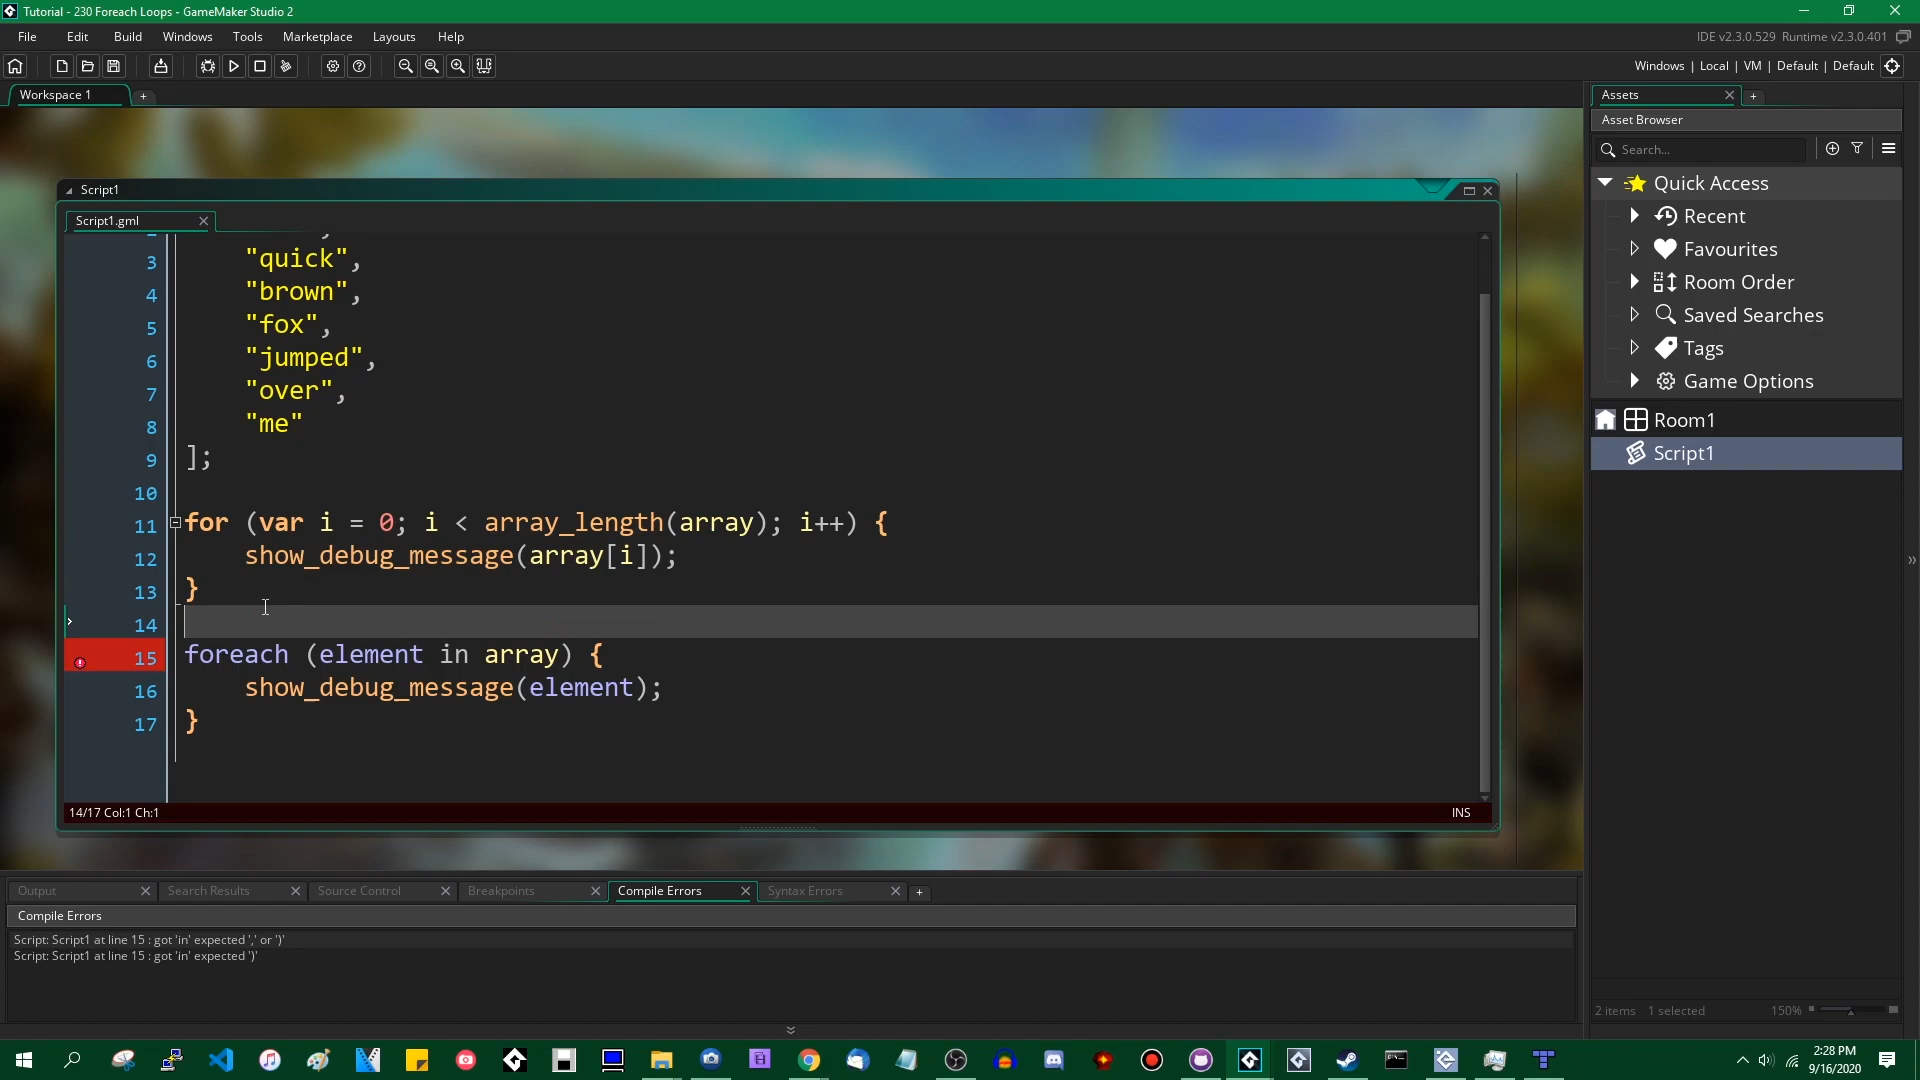 Tutorial - 230 Foreach Loops - GameMaker Studio 2
File Edit Build Windows Tools Marketplace Layouts Help
IDE v2.3.0.529 Runtime v2.3.0.401
Windows | Local | VM | Default | Default
Workspace 1
Assets
Asset Browser
Search...
Quick Access
Recent
Favourites
Room Order
Saved Searches
Tags
Game Options
Room1
Script1
Script1
Script1.gml
3 "quick",
4 "brown",
5 "fox",
6 "jumped",
7 "over",
8 "me"
9 ];
10
11 for (var i = 0; i < array_length(array); i++) {
12 show_debug_message(array[i]);
13 }
14
15 foreach (element in array) {
16 show_debug_message(element);
17 }
14/17 Col:1 Ch:1
INS
Output Search Results Source Control Breakpoints Compile Errors Syntax Errors
Compile Errors
Script: Script1 at line 15 : got 'in' expected ',' or ')'
Script: Script1 at line 15 : got 'in' expected ')'
2 items 1 selected
150%
2:28 PM
9/16/2020